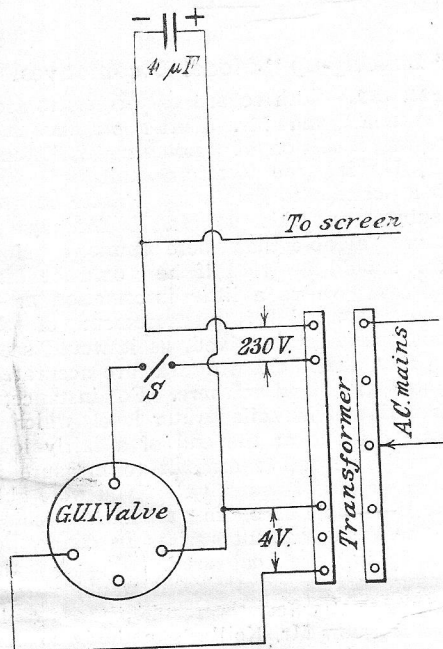 − +
4 µF
To screen
230 V.
S
G.U.I. Valve
4 V.
Transformer
A.C. mains